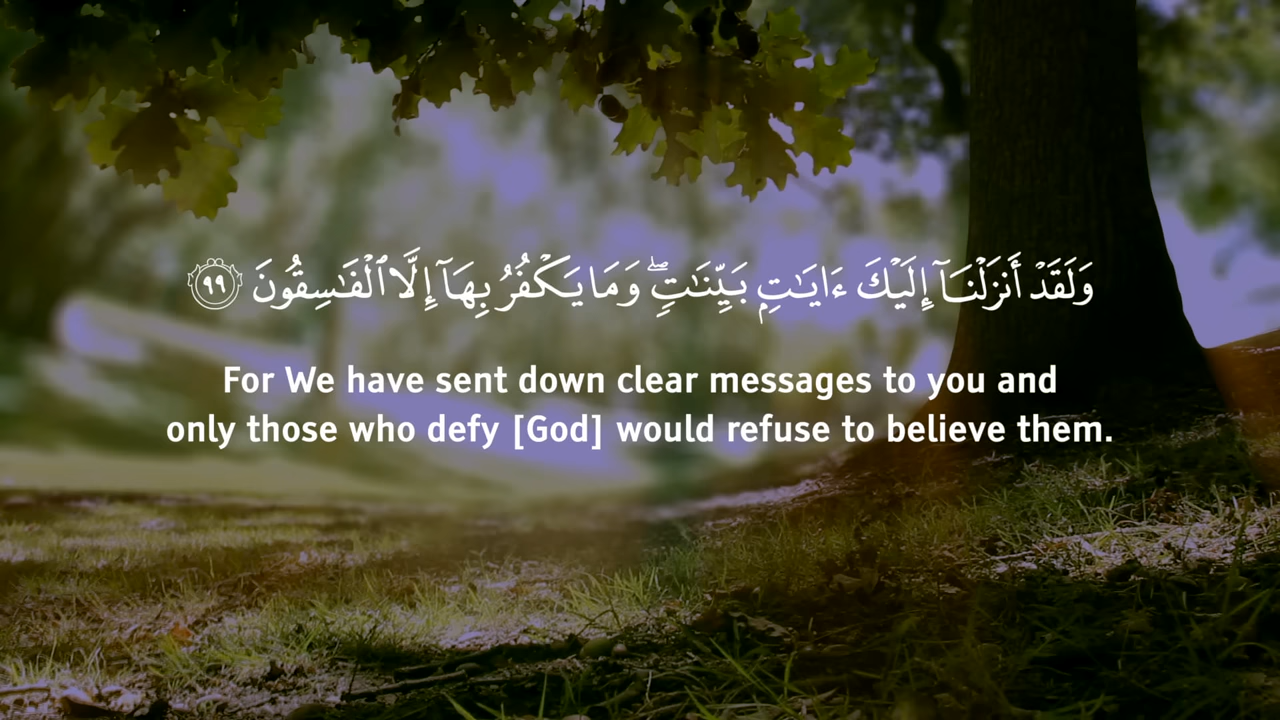 وَلَقَدْ أَنزَلْنَآ إِلَيْكَ ءَايَـٰتٍۭ بَيِّنَـٰتٍۢ ۖ وَمَا يَكْفُرُ بِهَآ إِلَّا ٱلْفَـٰسِقُونَ ٩٩
For We have sent down clear messages to you and
only those who defy [God] would refuse to believe them.